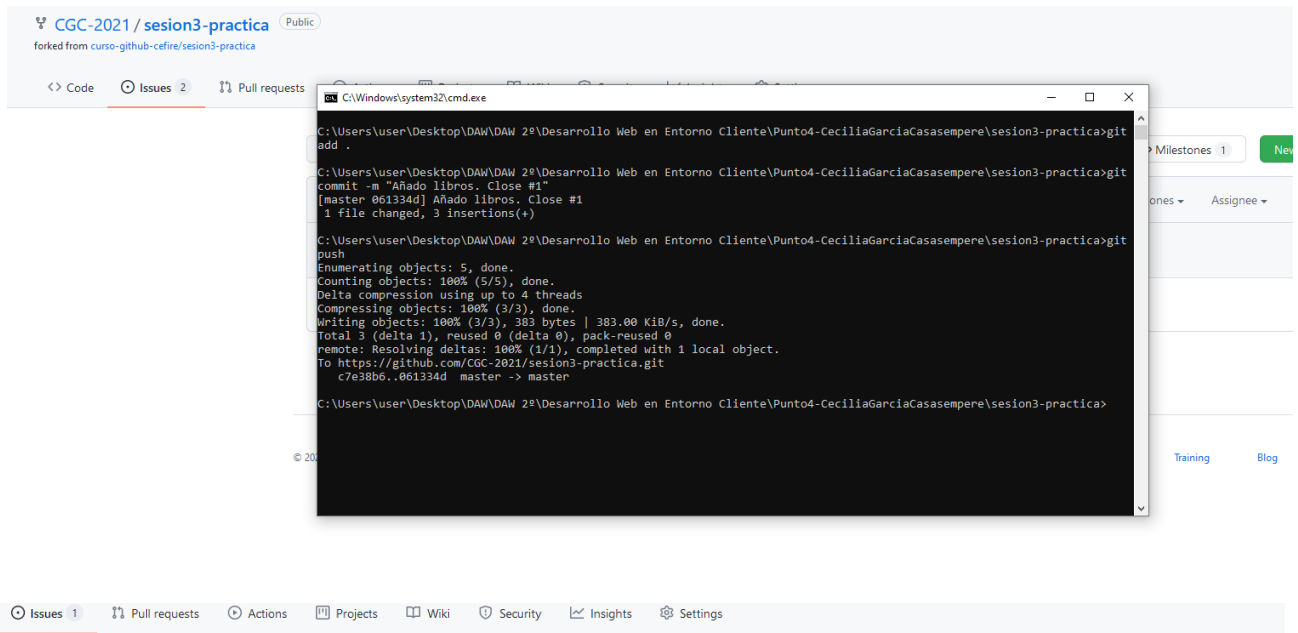 CGC-2021 / sesion3-practica Public
forked from curso-github-cefire/sesion3-practica
Code Issues 2 Pull requests
C:\Windows\system32\cmd.exe
C:\Users\user\Desktop\DAW\DAW 2º\Desarrollo Web en Entorno Cliente\Punto4-CeciliaGarciaCasasempere\sesion3-practica>git
add .
Milestones 1 New
C:\Users\user\Desktop\DAW\DAW 2º\Desarrollo Web en Entorno Cliente\Punto4-CeciliaGarciaCasasempere\sesion3-practica>git
commit -m "Añado libros. Close #1"
[master 061334d] Añado libros. Close #1
ones Assignee
1 file changed, 3 insertions(+)
C:\Users\user\Desktop\DAW\DAW 2º\Desarrollo Web en Entorno Cliente\Punto4-CeciliaGarciaCasasempere\sesion3-practica>git
push
Enumerating objects: 5, done.
Counting objects: 100% (5/5), done.
Delta compression using up to 4 threads
Compressing objects: 100% (3/3), done.
Writing objects: 100% (3/3), 383 bytes | 383.00 KiB/s, done.
Total 3 (delta 1), reused 0 (delta 0), pack-reused 0
remote: Resolving deltas: 100% (1/1), completed with 1 local object.
To https://github.com/CGC-2021/sesion3-practica.git
c7e38b6..061334d master -> master
C:\Users\user\Desktop\DAW\DAW 2º\Desarrollo Web en Entorno Cliente\Punto4-CeciliaGarciaCasasempere\sesion3-practica>
© 20
Training Blog
Issues 1 Pull requests Actions Projects Wiki Security Insights Settings